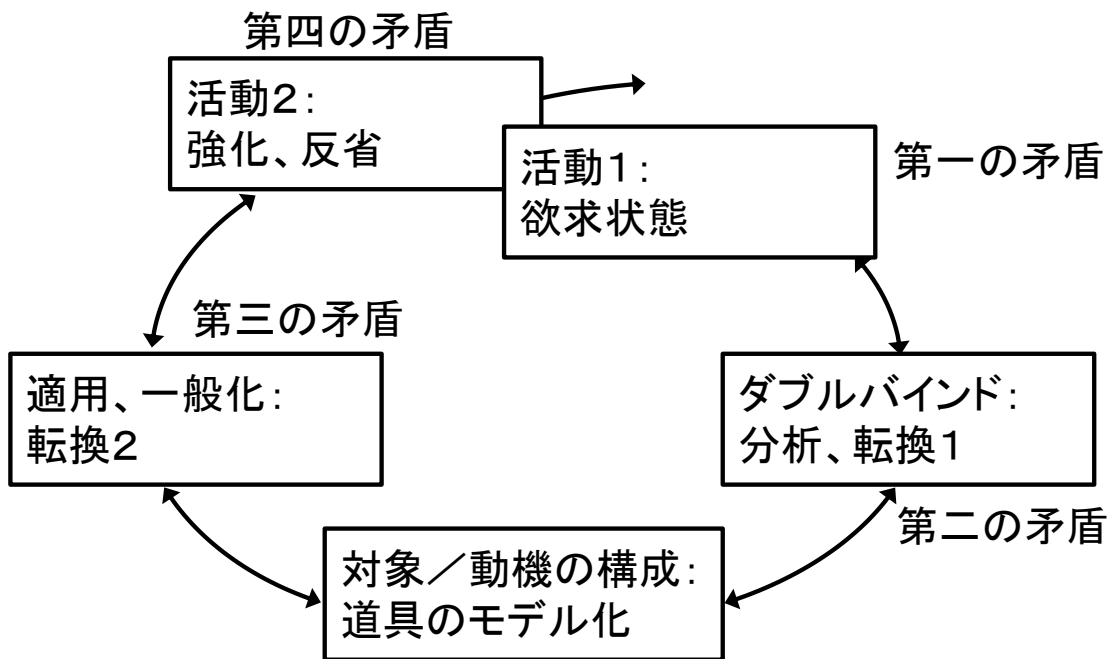 第四の矛盾
活動２：
強化、反省
活動１：
欲求状態
第一の矛盾
第三の矛盾
適用、一般化：
転換２
ダブルバインド：
分析、転換１
第二の矛盾
対象／動機の構成：
道具のモデル化